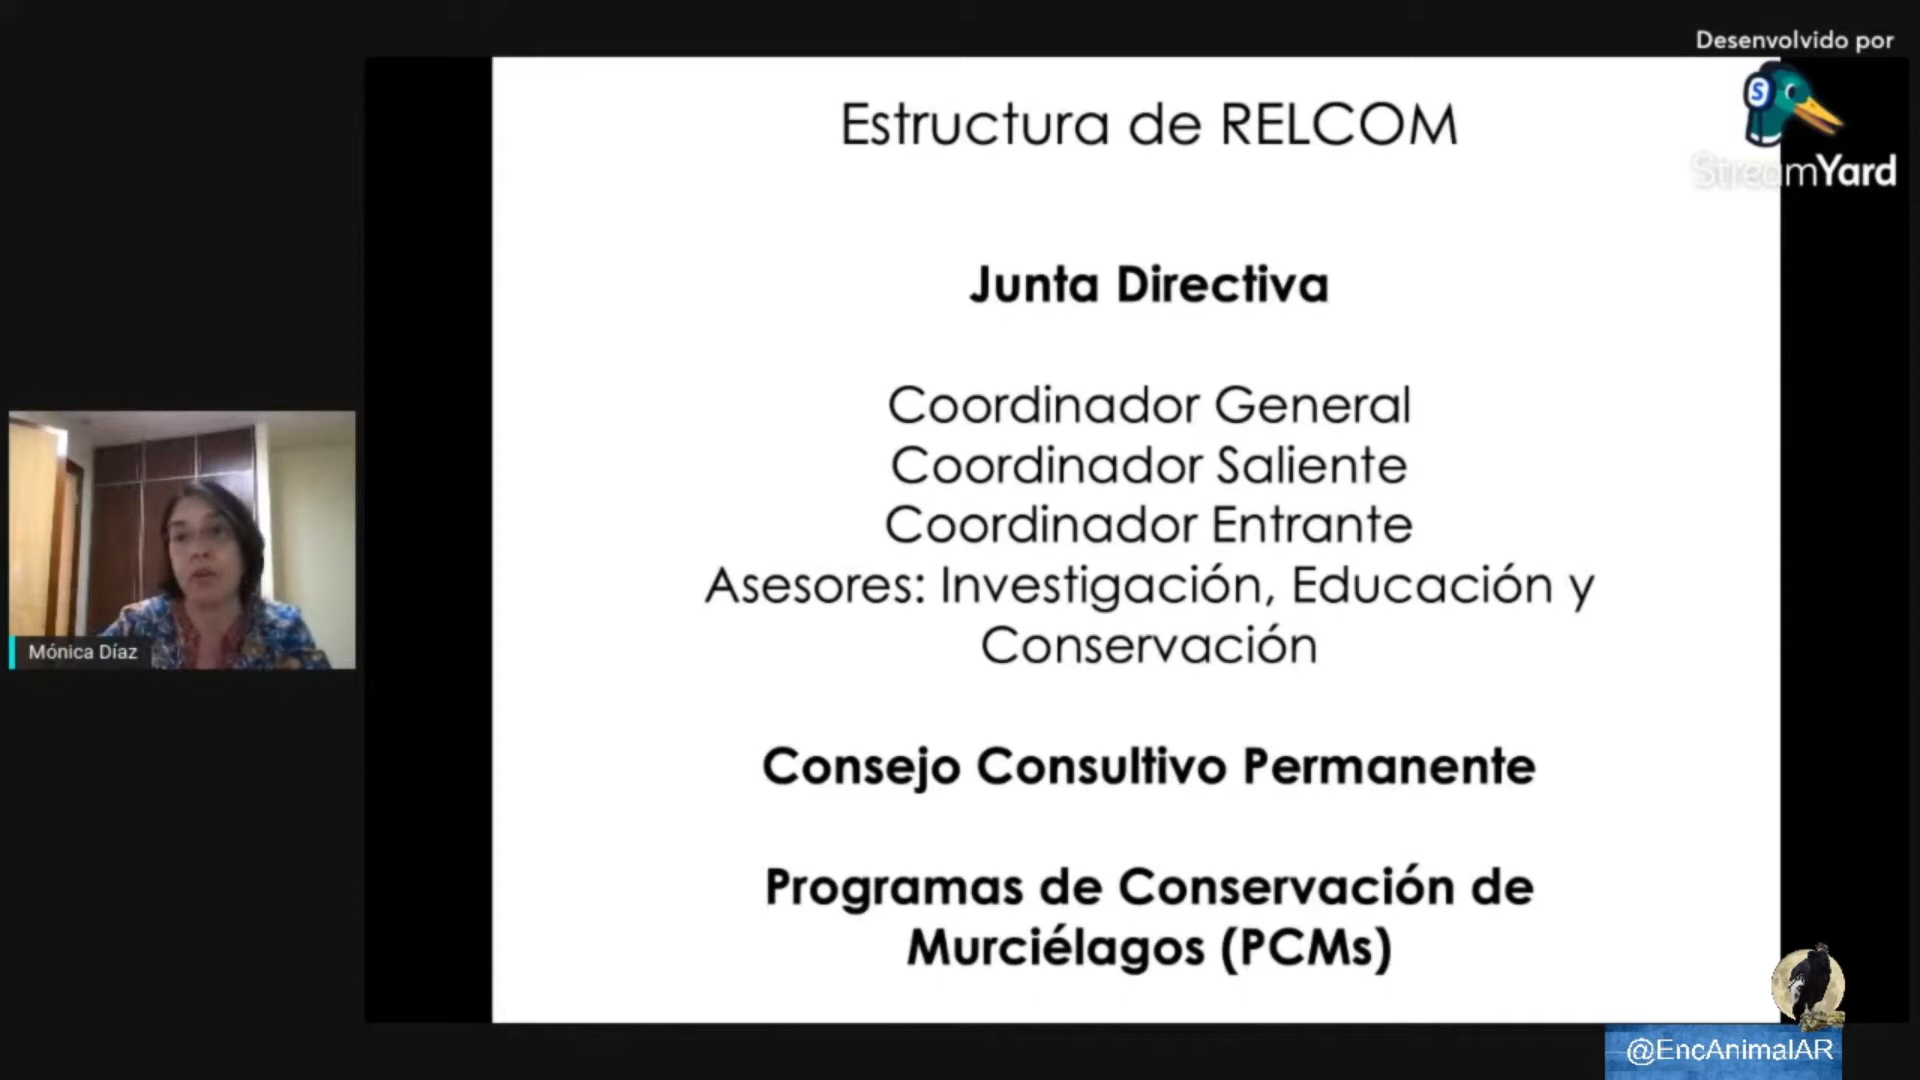 Desenvolvido por
StreamYard
Estructura de RELCOM
Junta Directiva
Coordinador General
Coordinador Saliente
Coordinador Entrante
Asesores: Investigación, Educación y
Conservación
Consejo Consultivo Permanente
Programas de Conservación de
Murciélagos (PCMs)
Mónica Díaz
@EncAnimalAR